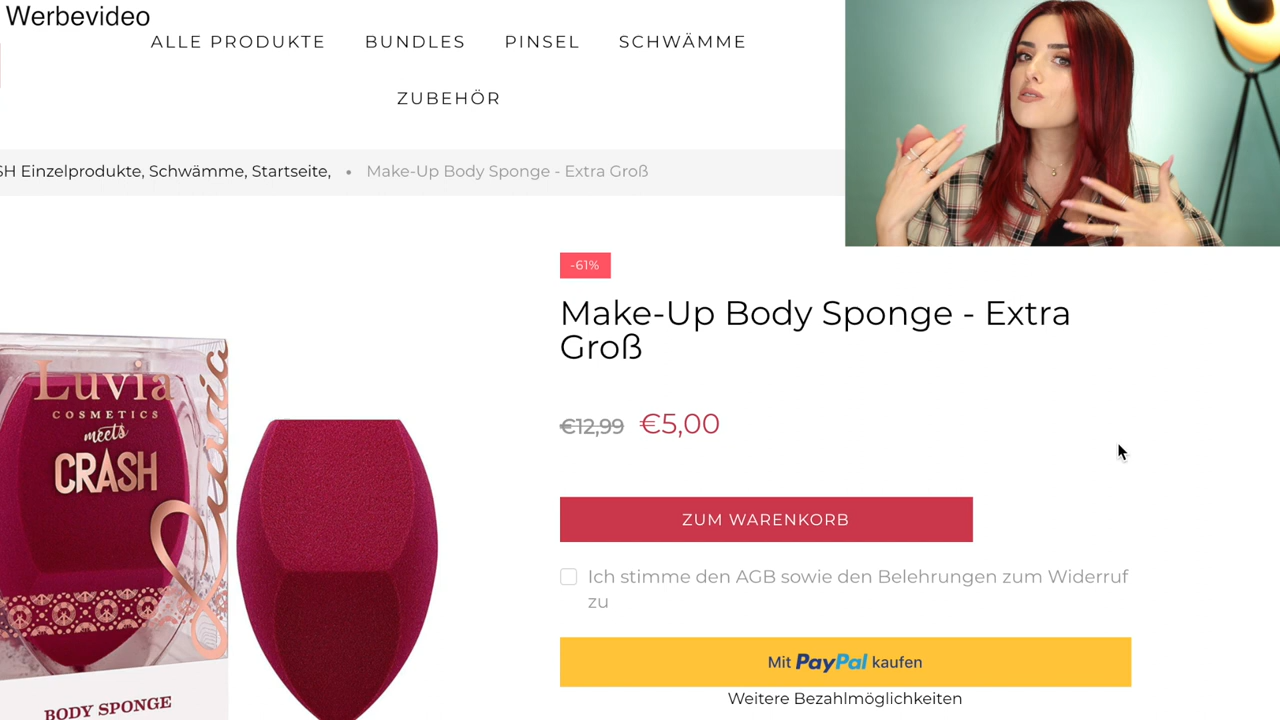 Werbevideo
ALLE PRODUKTE BUNDLES PINSEL SCHWÄMME
ZUBEHÖR
SH Einzelprodukte, Schwämme, Startseite, • Make-Up Body Sponge - Extra Groß
-61%
Make-Up Body Sponge - Extra
Groß
€12,99 €5,00
ZUM WARENKORB
Ich stimme den AGB sowie den Belehrungen zum Widerruf
zu
Mit PayPal kaufen
Weitere Bezahlmöglichkeiten
Luvia
COSMETICS
meets
CRASH
Luvia
BODY SPONGE